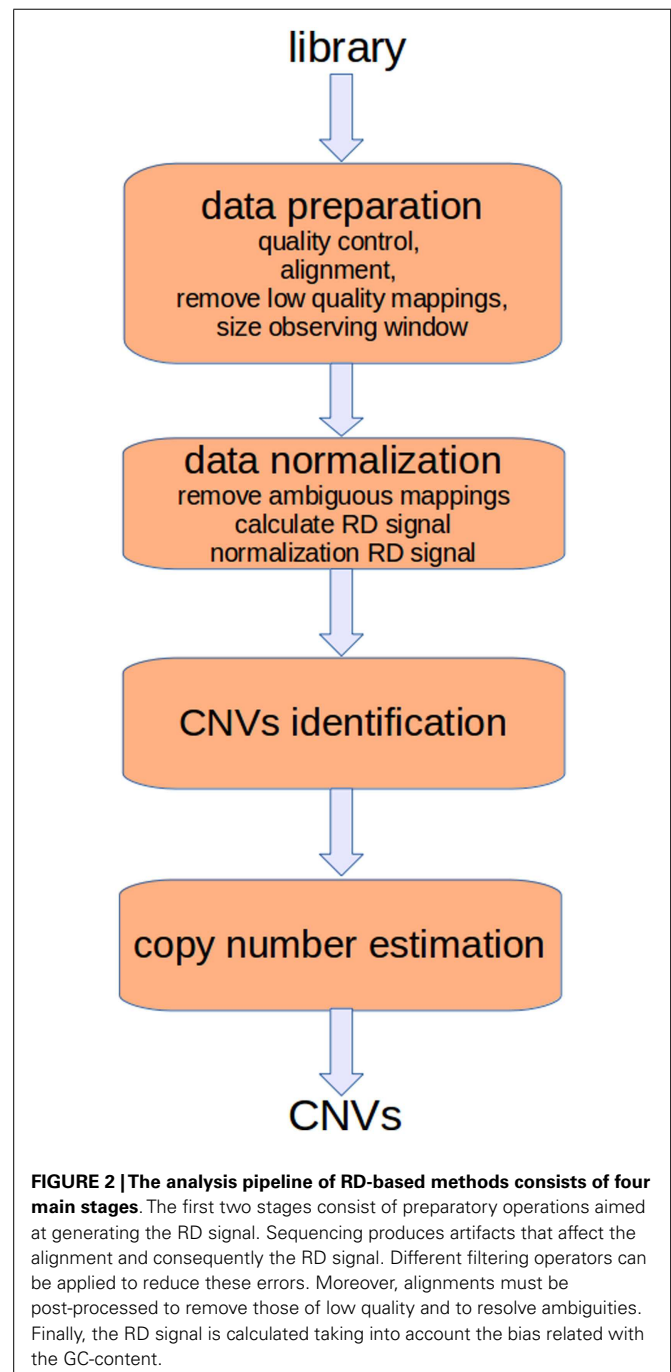 library
data preparation
quality control,
alignment,
remove low quality mappings,
size observing window
data normalization
remove ambiguous mappings
calculate RD signal
normalization RD signal
CNVs identification
copy number estimation
CNVs
FIGURE 2 | The analysis pipeline of RD-based methods consists of four
main stages. The first two stages consist of preparatory operations aimed
at generating the RD signal. Sequencing produces artifacts that affect the
alignment and consequently the RD signal. Different filtering operators can
be applied to reduce these errors. Moreover, alignments must be
post-processed to remove those of low quality and to resolve ambiguities.
Finally, the RD signal is calculated taking into account the bias related with
the GC-content.